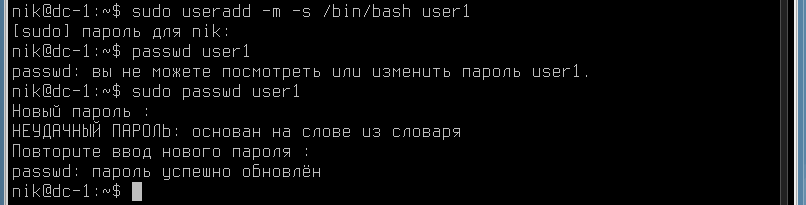 nik@dc-1:~$ sudo useradd -m -s /bin/bash user1
[sudo] пароль для nik:
nik@dc-1:~$ passwd user1
passwd: вы не можете посмотреть или изменить пароль user1.
nik@dc-1:~$ sudo passwd user1
Новый пароль :
НЕУДАЧНЫЙ ПАРОЛЬ: основан на слове из словаря
Повторите ввод нового пароля :
passwd: пароль успешно обновлён
nik@dc-1:~$